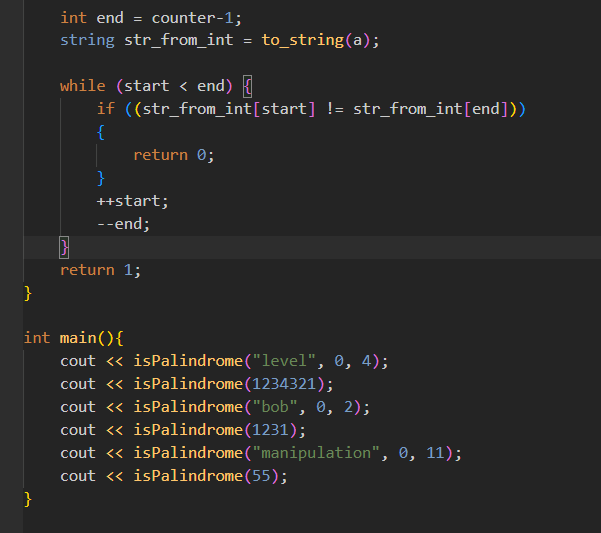 int end = counter-1;
string str_from_int = to_string(a);
while (start < end) {
if ((str_from_int[start] != str_from_int[end]))
{
return 0;
}
++start;
--end;
}
return 1;
}
int main(){
cout << isPalindrome("level", 0, 4);
cout << isPalindrome(1234321);
cout << isPalindrome("bob", 0, 2);
cout << isPalindrome(1231);
cout << isPalindrome("manipulation", 0, 11);
cout << isPalindrome(55);
}